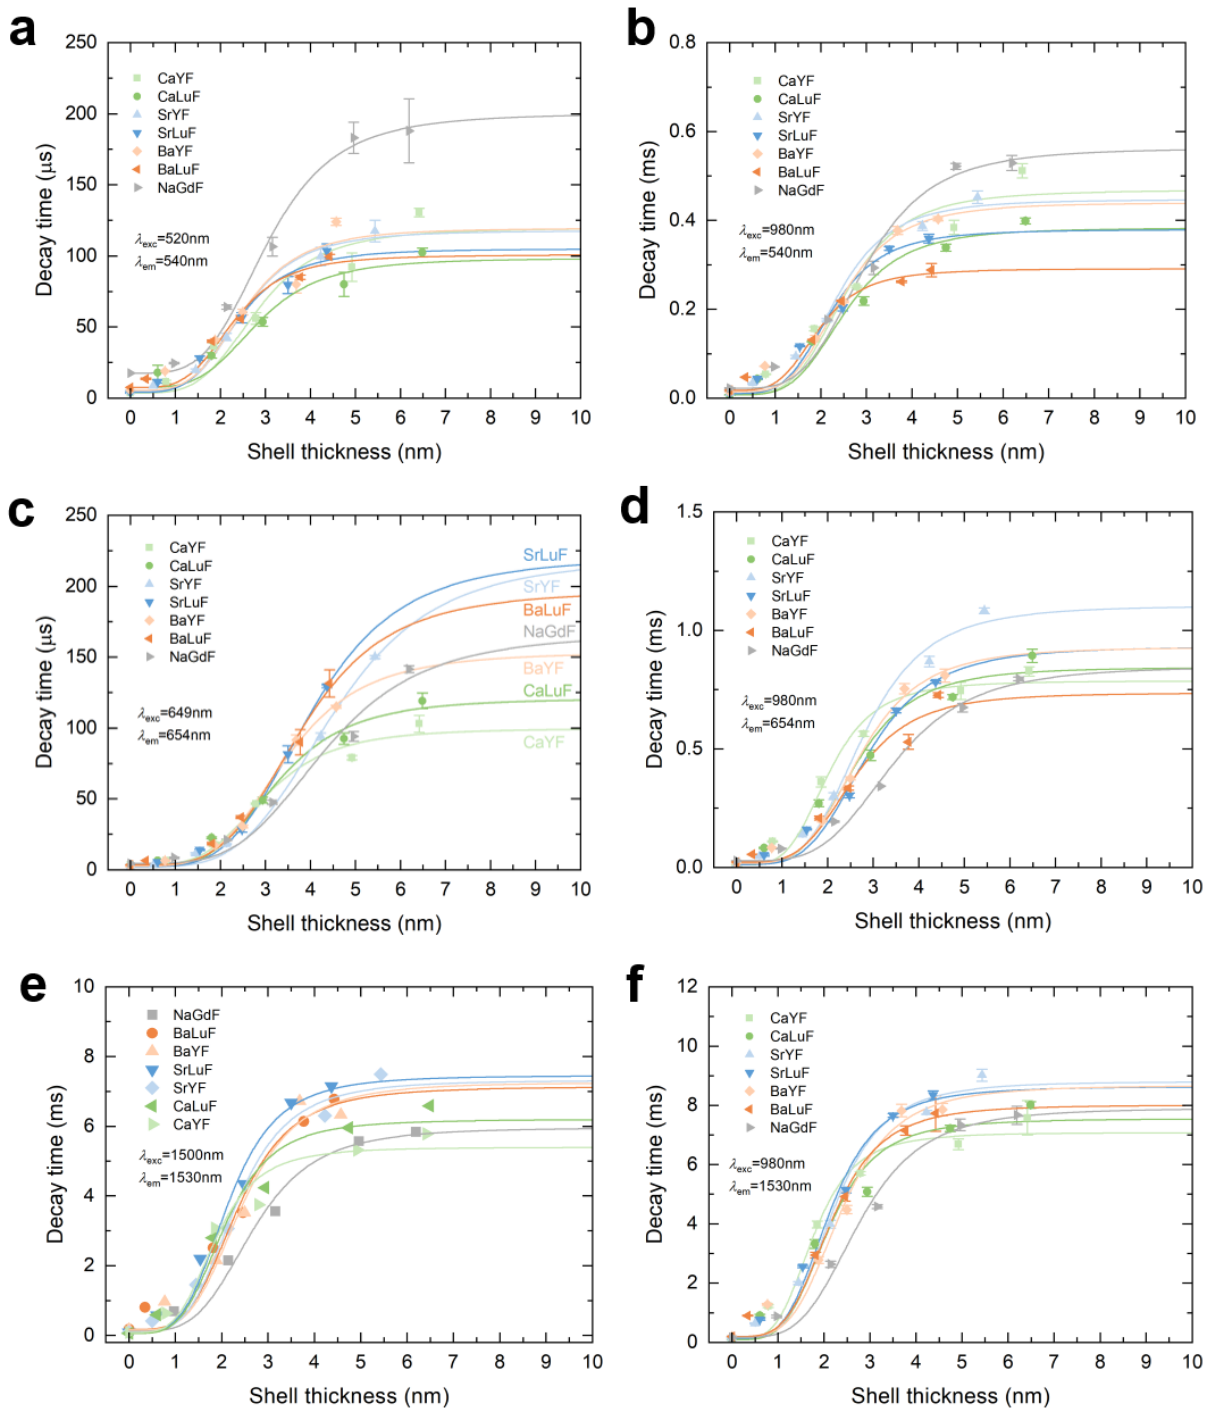 a
250
200
150
100
50
0
Decay time (μs)
CaYF
CaLuF
SrYF
SrLuF
BaYF
BaLuF
NaGdF
λexc=520nm
λem=540nm
0 1 2 3 4 5 6 7 8 9 10
Shell thickness (nm)
b
0.8
0.6
0.4
0.2
0.0
Decay time (ms)
CaYF
CaLuF
SrYF
SrLuF
BaYF
BaLuF
NaGdF
λexc=980nm
λem=540nm
0 1 2 3 4 5 6 7 8 9 10
Shell thickness (nm)
c
250
200
150
100
50
0
Decay time (μs)
CaYF
CaLuF
SrYF
SrLuF
BaYF
BaLuF
NaGdF
λexc=649nm
λem=654nm
SrLuF
SrYF
BaLuF
NaGdF
BaYF
CaLuF
CaYF
0 1 2 3 4 5 6 7 8 9 10
Shell thickness (nm)
d
1.5
1.0
0.5
0.0
Decay time (ms)
CaYF
CaLuF
SrYF
SrLuF
BaYF
BaLuF
NaGdF
λexc=980nm
λem=654nm
0 1 2 3 4 5 6 7 8 9 10
Shell thickness (nm)
e
10
8
6
4
2
0
Decay time (ms)
NaGdF
BaLuF
BaYF
SrLuF
SrYF
CaLuF
CaYF
λexc=1500nm
λem=1530nm
0 1 2 3 4 5 6 7 8 9 10
Shell thickness (nm)
f
12
10
8
6
4
2
0
Decay time (ms)
CaYF
CaLuF
SrYF
SrLuF
BaYF
BaLuF
NaGdF
λexc=980nm
λem=1530nm
0 1 2 3 4 5 6 7 8 9 10
Shell thickness (nm)